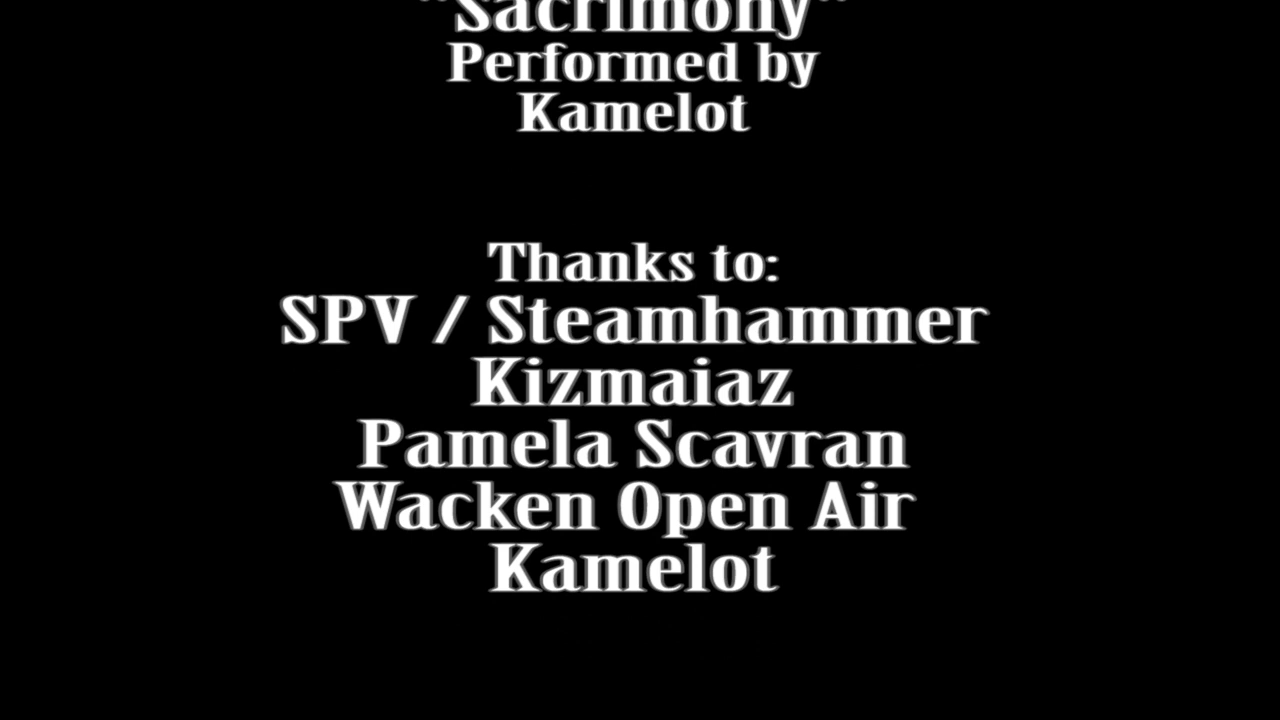 "Sacrimony"
Performed by
Kamelot
Thanks to:
SPV / Steamhammer
Kizmaiaz
Pamela Scavran
Wacken Open Air
Kamelot